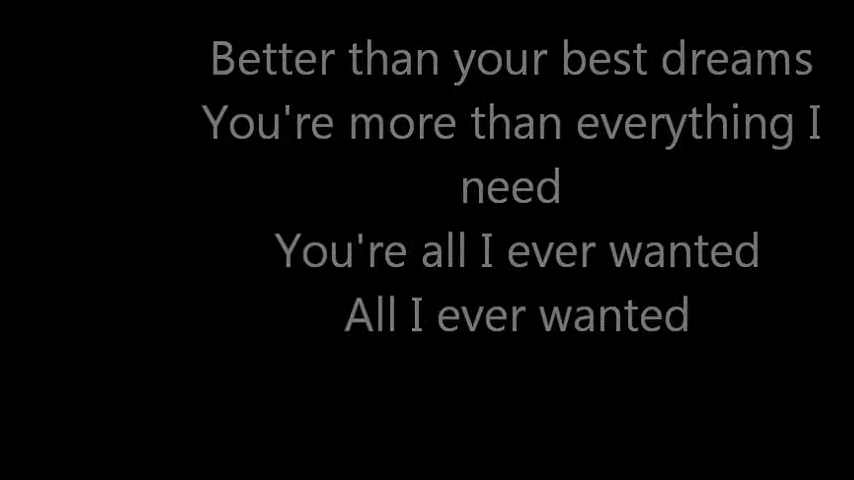 Better than your best dreams
You're more than everything I
need
You're all I ever wanted
All I ever wanted